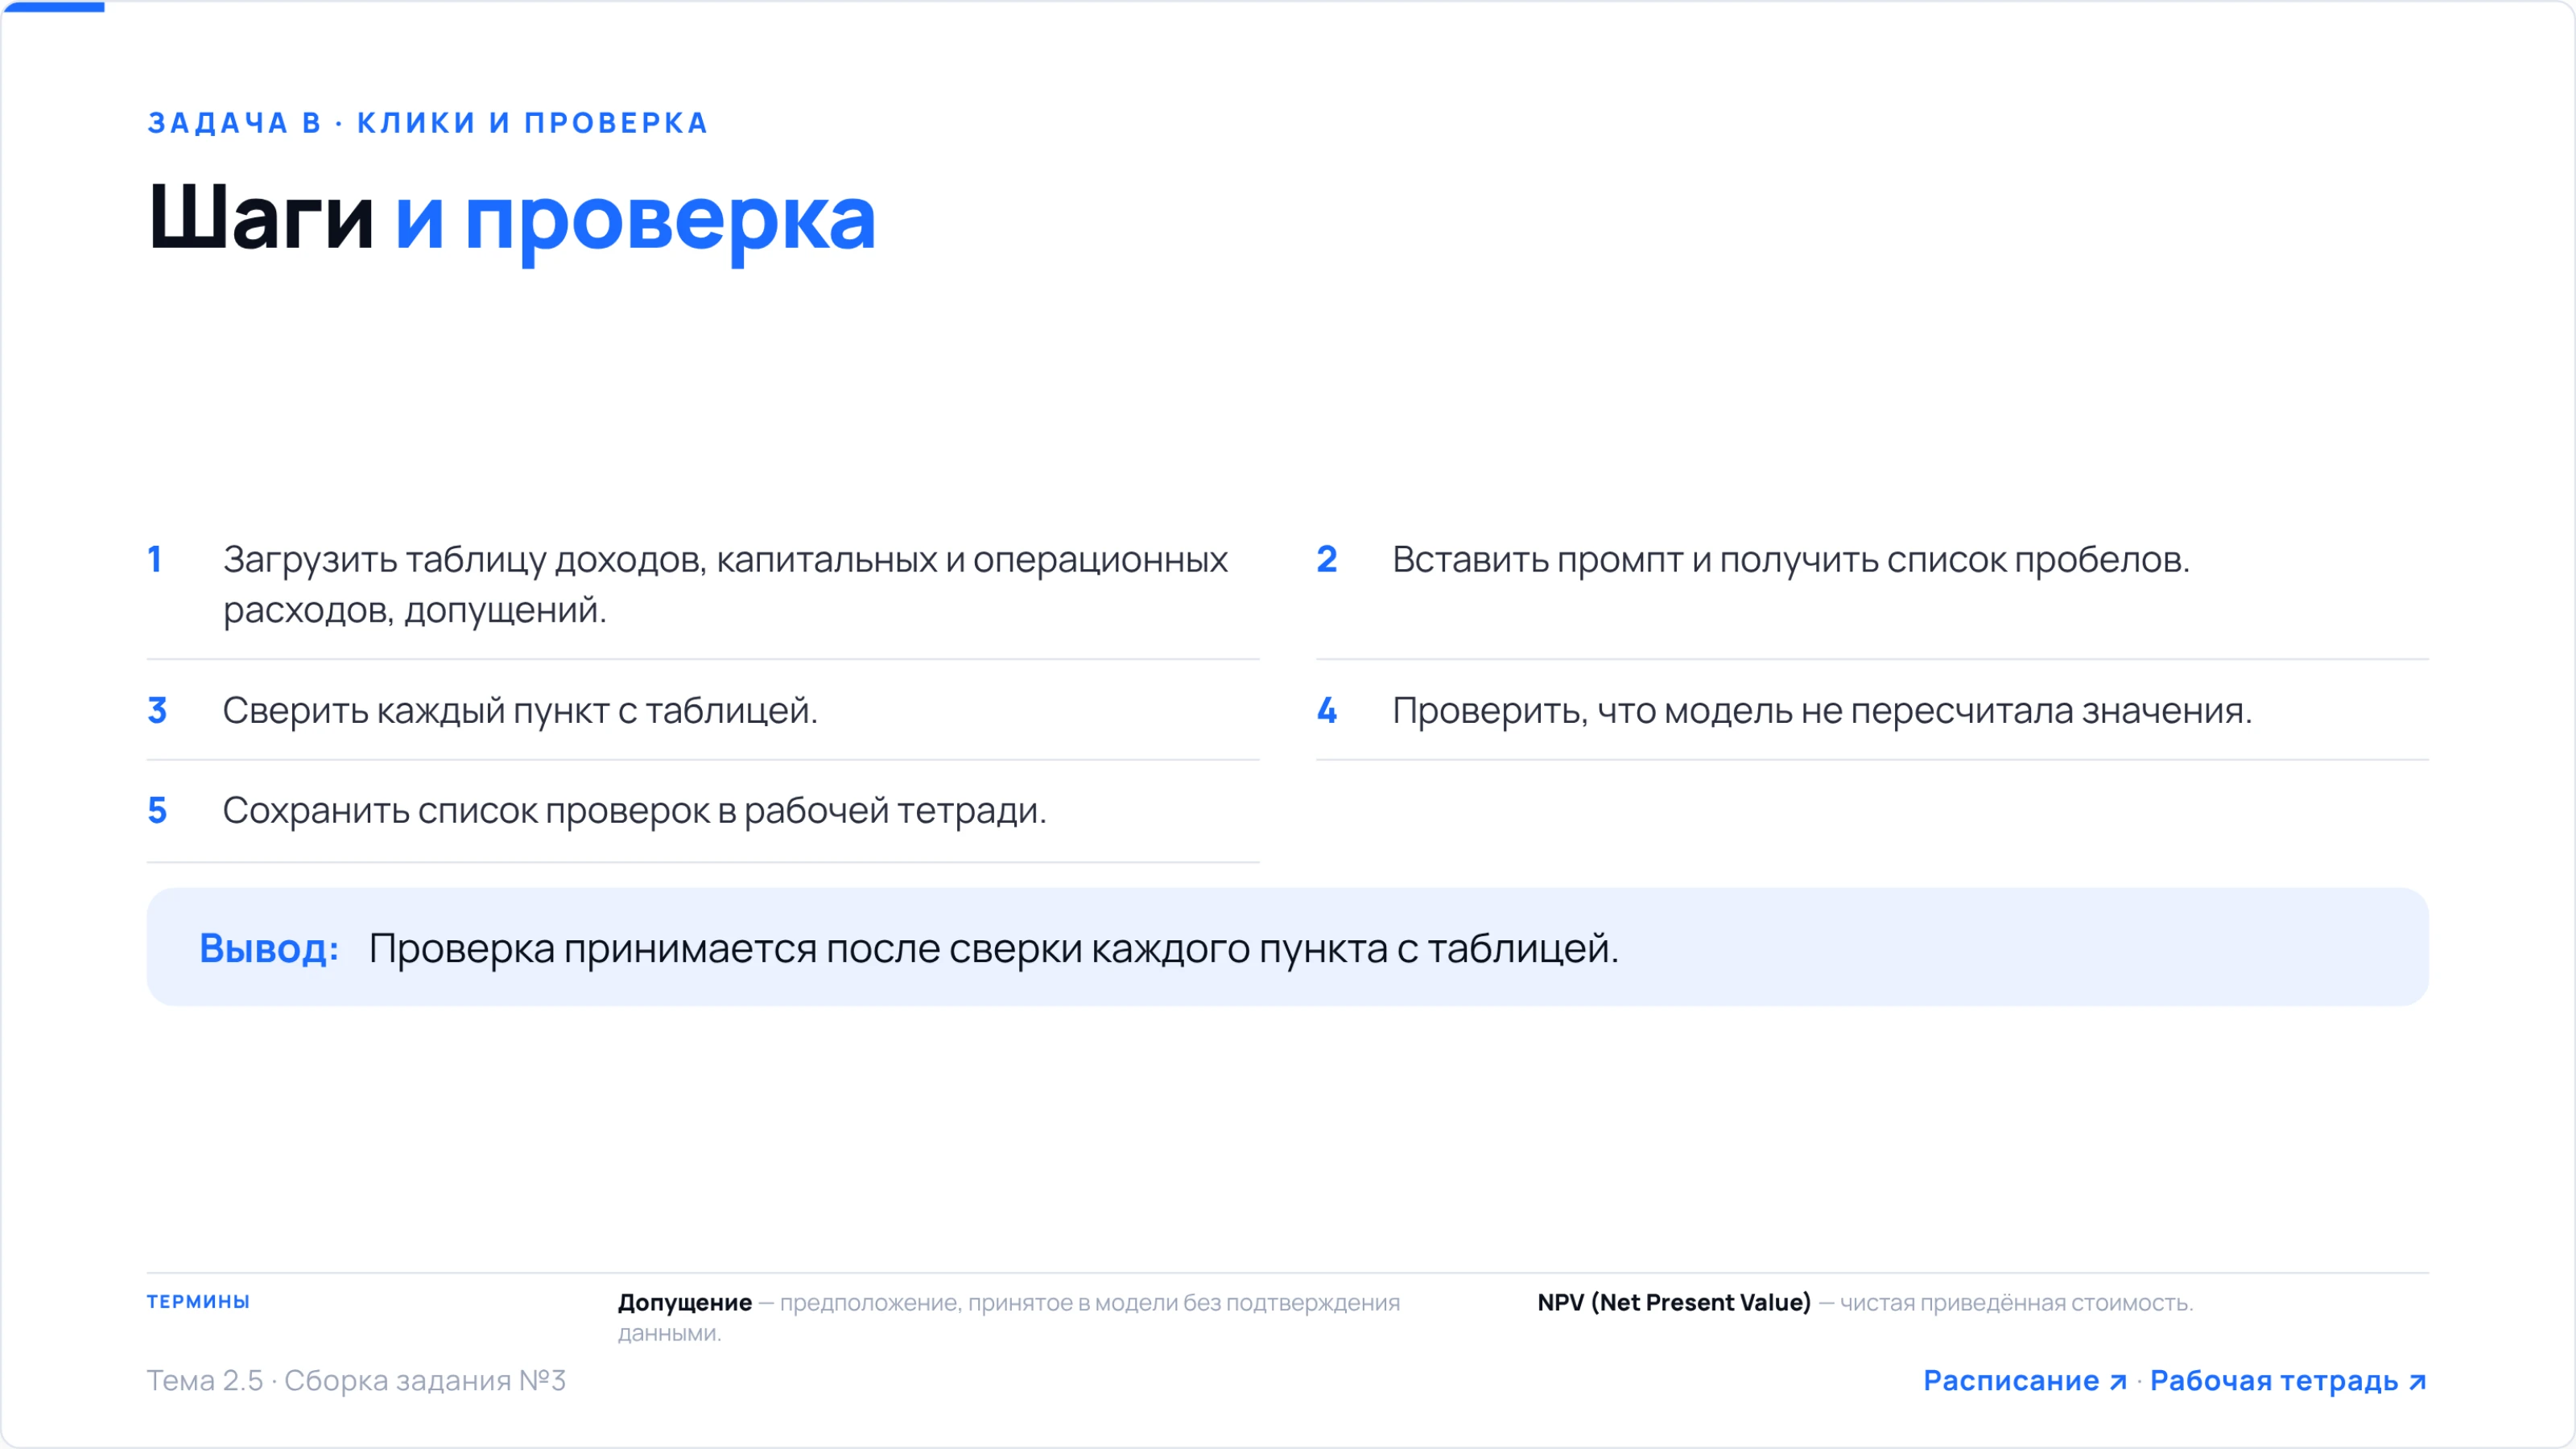 ЗАДАЧА В · КЛИКИ И ПРОВЕРКА
Шаги и проверка
1 Загрузить таблицу доходов, капитальных и операционных
расходов, допущений.
2 Вставить промпт и получить список пробелов.
3 Сверить каждый пункт с таблицей.
4 Проверить, что модель не пересчитала значения.
5 Сохранить список проверок в рабочей тетради.
Вывод: Проверка принимается после сверки каждого пункта с таблицей.
ТЕРМИНЫ
Допущение — предположение, принятое в модели без подтверждения
данными.
NPV (Net Present Value) — чистая приведённая стоимость.
Тема 2.5 · Сборка задания №3
Расписание ↗ · Рабочая тетрадь ↗